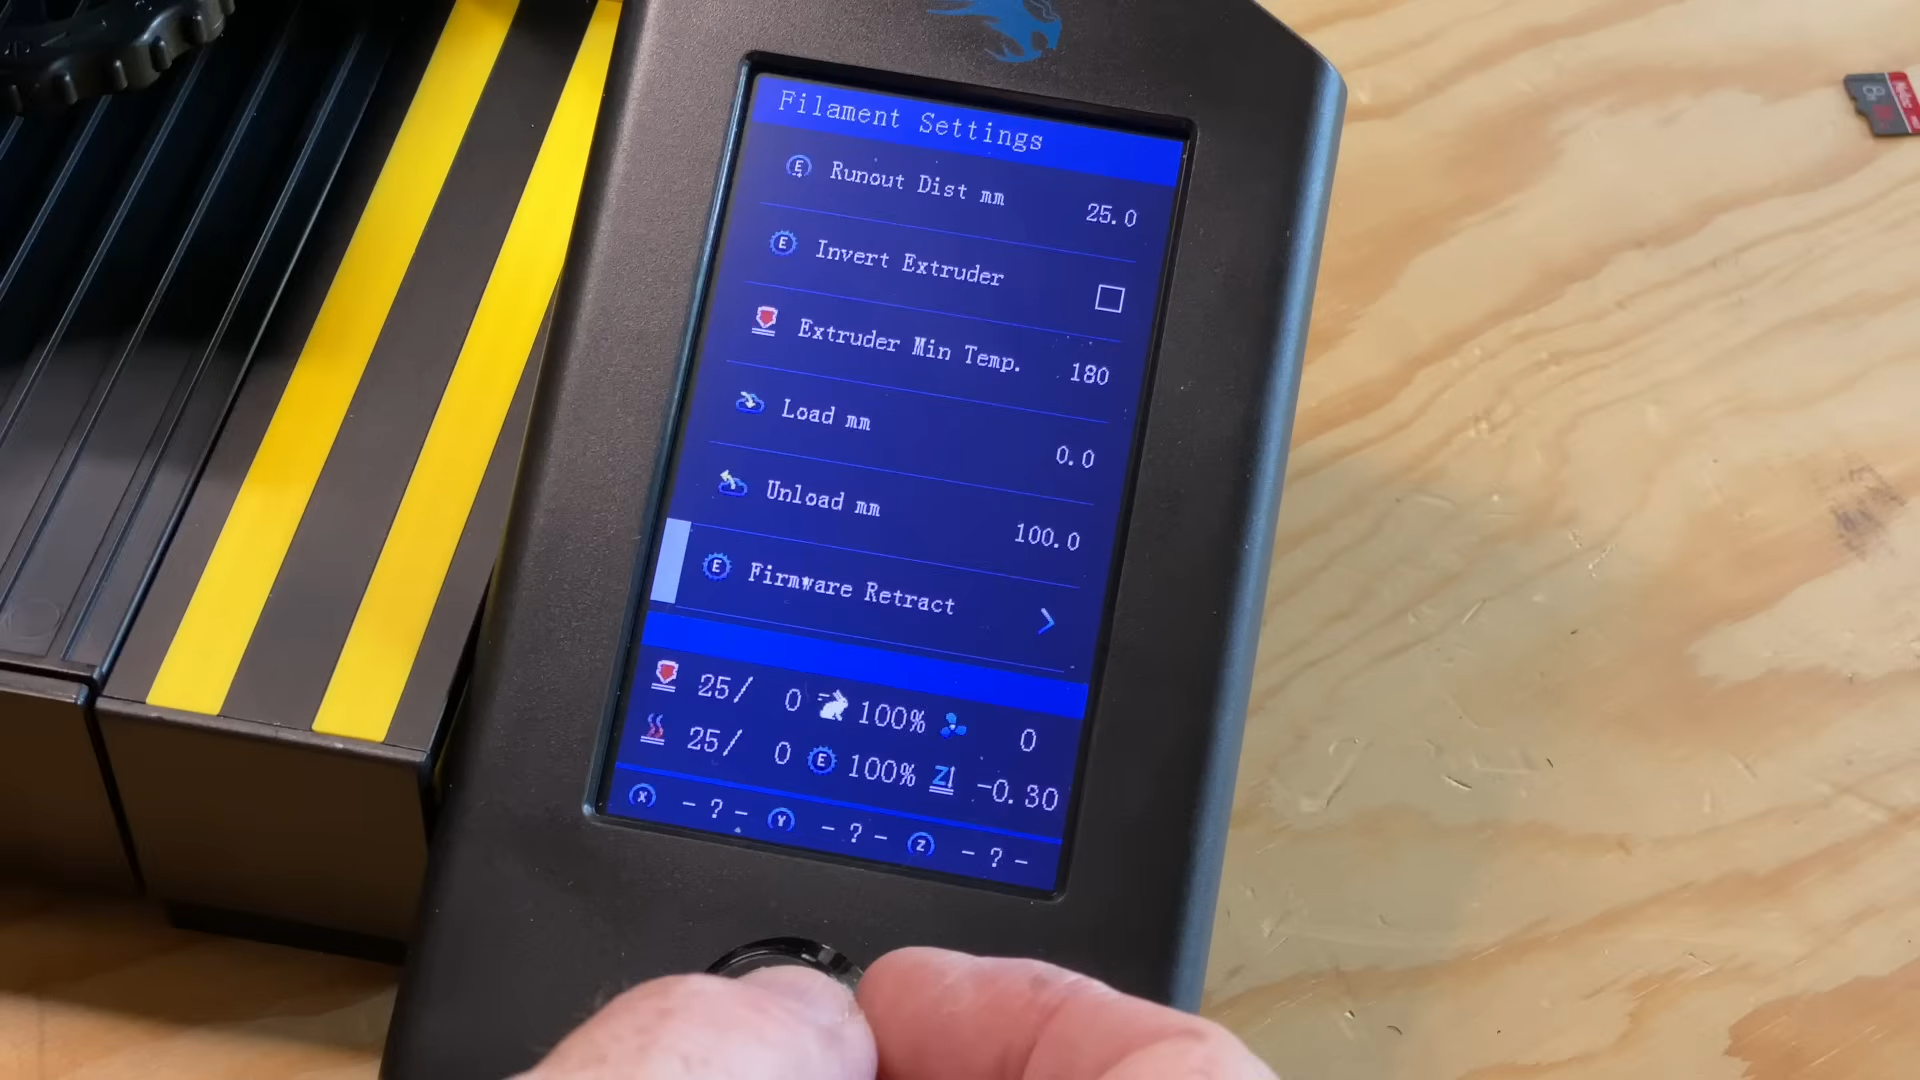 Filament Settings
Runout Dist mm 25.0
Invert Extruder
Extruder Min Temp. 180
Load mm 0.0
Unload mm 100.0
E Firmware Retract >
25/ 0 100% 0
25/ 0 E 100% Z -0.30
X -?- Y -?- Z -?-
8